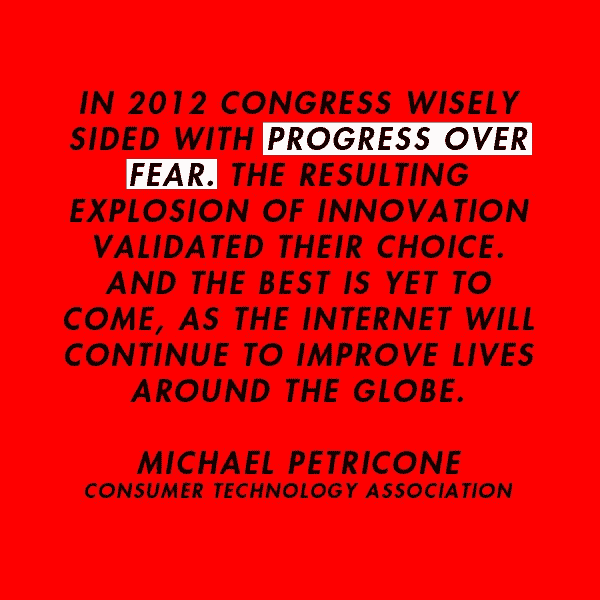 IN 2012 CONGRESS WISELY
SIDED WITH PROGRESS OVER
FEAR. THE RESULTING
EXPLOSION OF INNOVATION
VALIDATED THEIR CHOICE.
AND THE BEST IS YET TO
COME, AS THE INTERNET WILL
CONTINUE TO IMPROVE LIVES
AROUND THE GLOBE.
MICHAEL PETRICONE
CONSUMER TECHNOLOGY ASSOCIATION